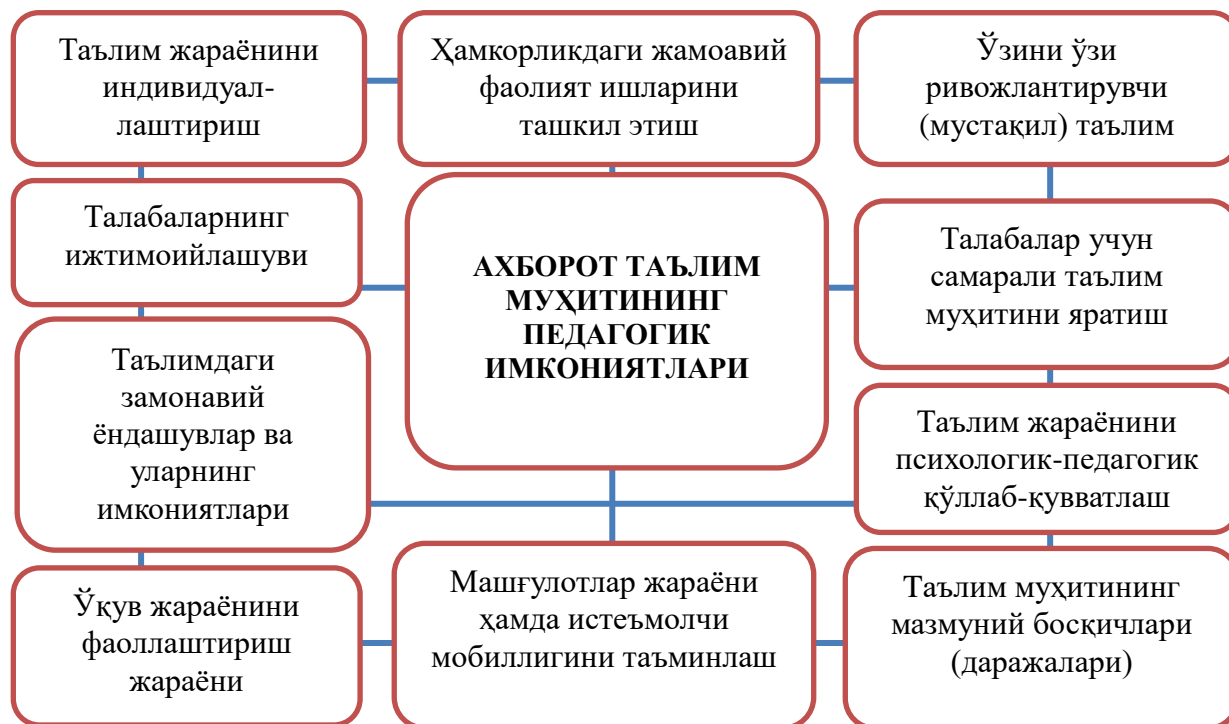 Таълим жараёнини
индивидуал-
лаштириш
Ҳамкорликдаги жамоавий
фаолият ишларини
ташкил этиш
Ўзини ўзи
ривожлантирувчи
(мустақил) таълим
Талабаларнинг
ижтимоийлашуви
АХБОРОТ ТАЪЛИМ
МУҲИТИНИНГ
ПЕДАГОГИК
ИМКОНИЯТЛАРИ
Талабалар учун
самарали таълим
муҳитини яратиш
Таълимдаги
замонавий
ёндашувлар ва
уларнинг
имкониятлари
Таълим жараёнини
психологик-педагогик
қўллаб-қувватлаш
Ўқув жараёнини
фаоллаштириш
жараёни
Машғулотлар жараёни
ҳамда истеъмолчи
мобиллигини таъминлаш
Таълим муҳитининг
мазмуний босқичлари
(даражалари)